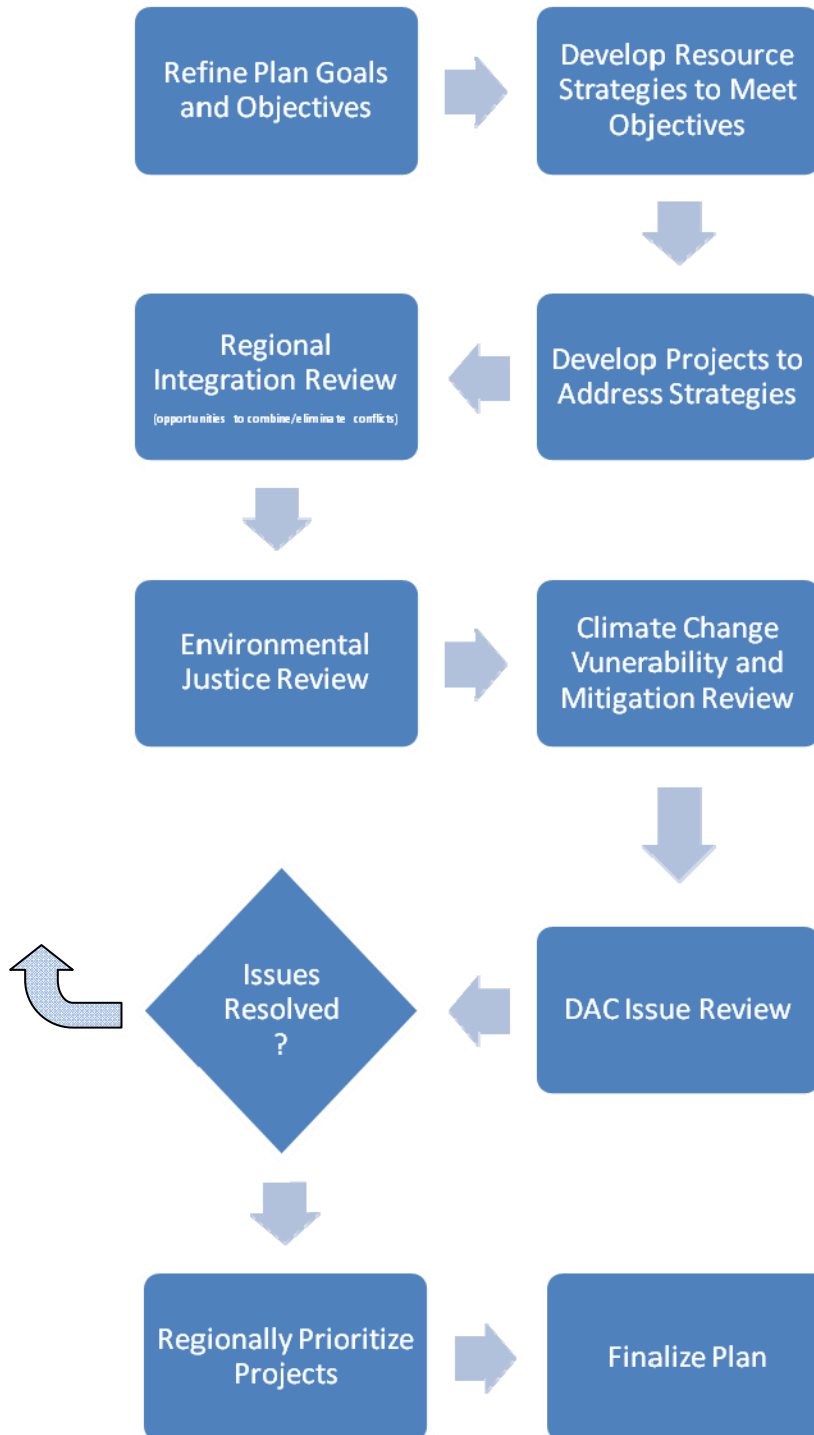 Refine Plan Goals
and Objectives
Develop Resource
Strategies to Meet
Objectives
Develop Projects to
Address Strategies
Regional
Integration Review
(opportunities to combine/eliminate conflicts)
Environmental
Justice Review
Climate Change
Vunerability and
Mitigation Review
DAC Issue Review
Issues
Resolved
?
Regionally Prioritize
Projects
Finalize Plan